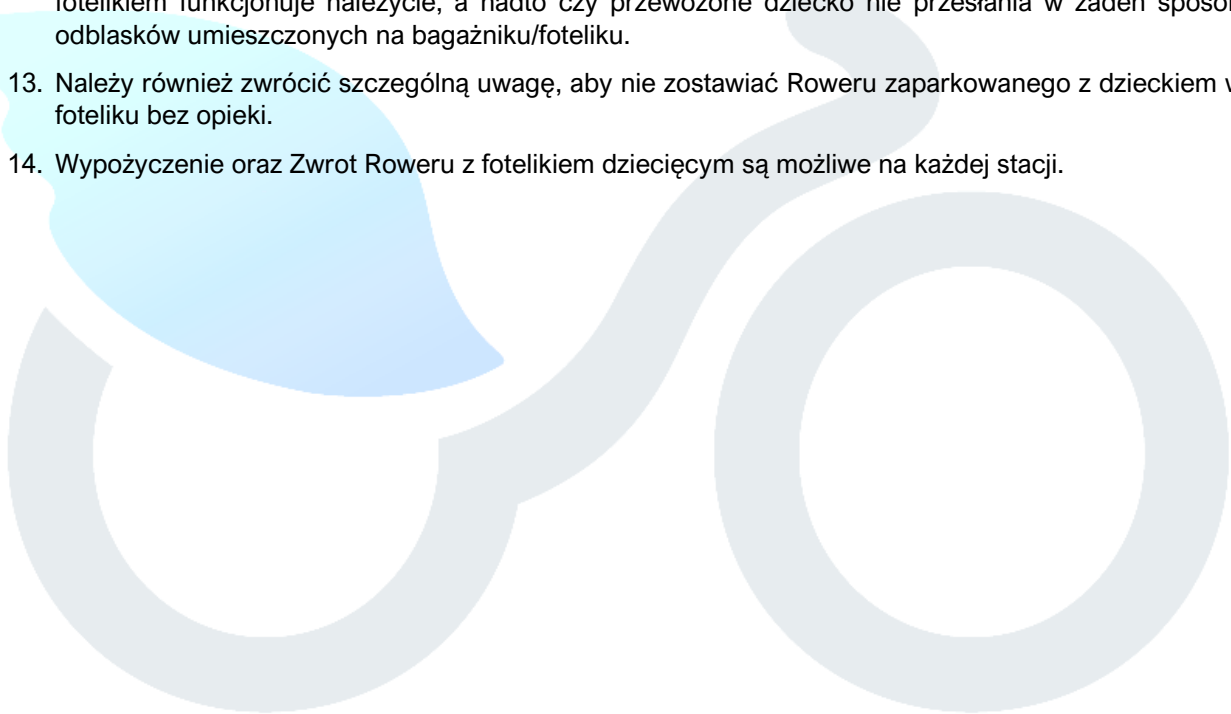 fotelikiem funkcjonuje należycie, a nadto czy przewożone dziecko nie przesłania w żaden sposób
odblasków umieszczonych na bagażniku/foteliku.
13. Należy również zwrócić szczególną uwagę, aby nie zostawiać Roweru zaparkowanego z dzieckiem w
foteliku bez opieki.
14. Wypożyczenie oraz Zwrot Roweru z fotelikiem dziecięcym są możliwe na każdej stacji.